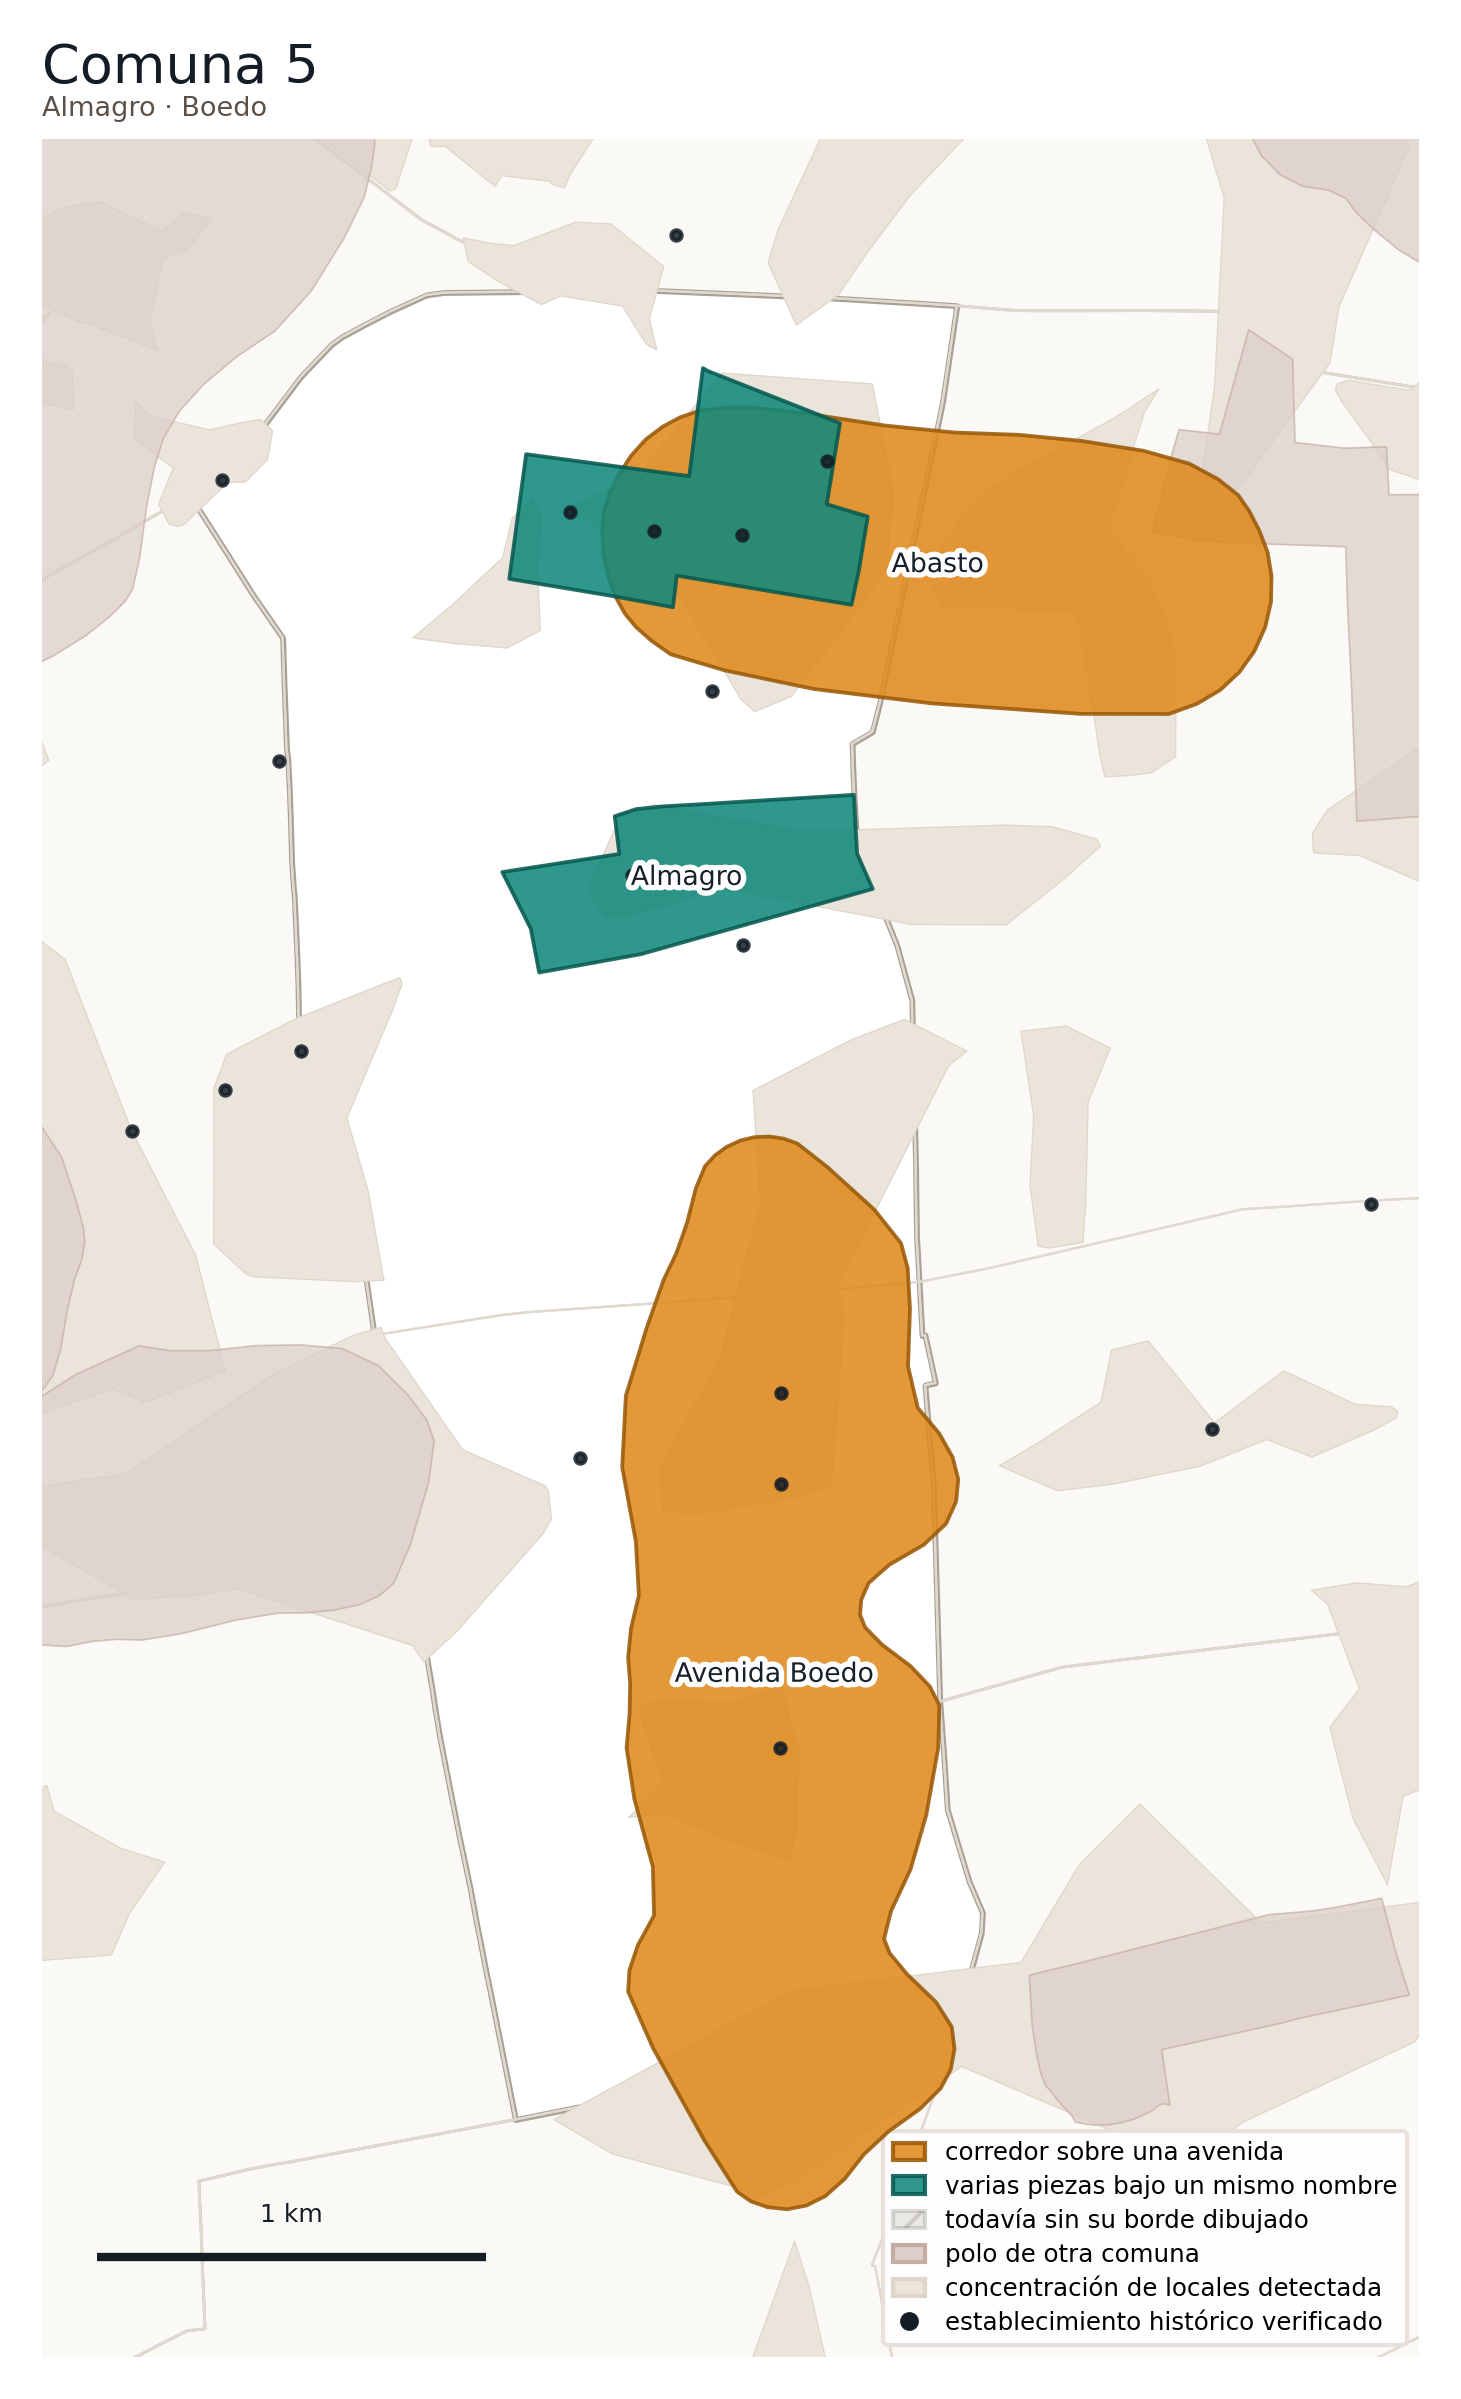 Comuna 5
Almagro · Boedo
Abasto
Almagro
Avenida Boedo
1 km
corredor sobre una avenida
varias piezas bajo un mismo nombre
todavía sin su borde dibujado
polo de otra comuna
concentración de locales detectada
establecimiento histórico verificado